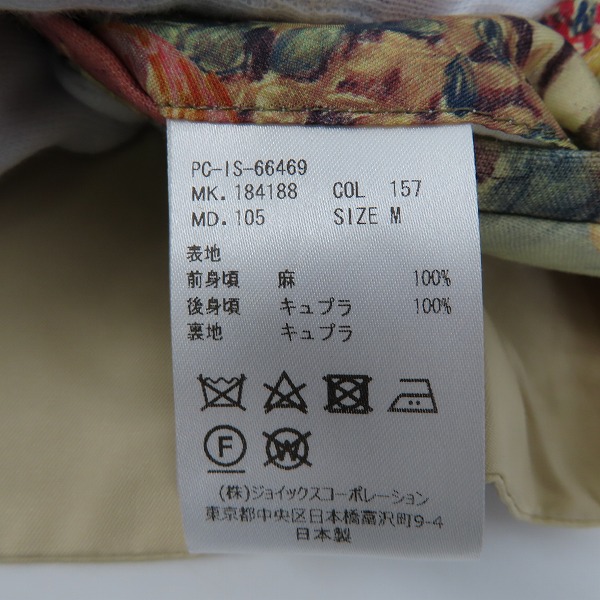 PC-IS-66469
MK. 184188 COL 157
MD. 105 SIZE M
表地
前身頃 麻 100%
後身頃 キュプラ 100%
裏地 キュプラ
F W
(株)ジョイックスコーポレーション
東京都中央区日本橋富沢町9-4
日本製